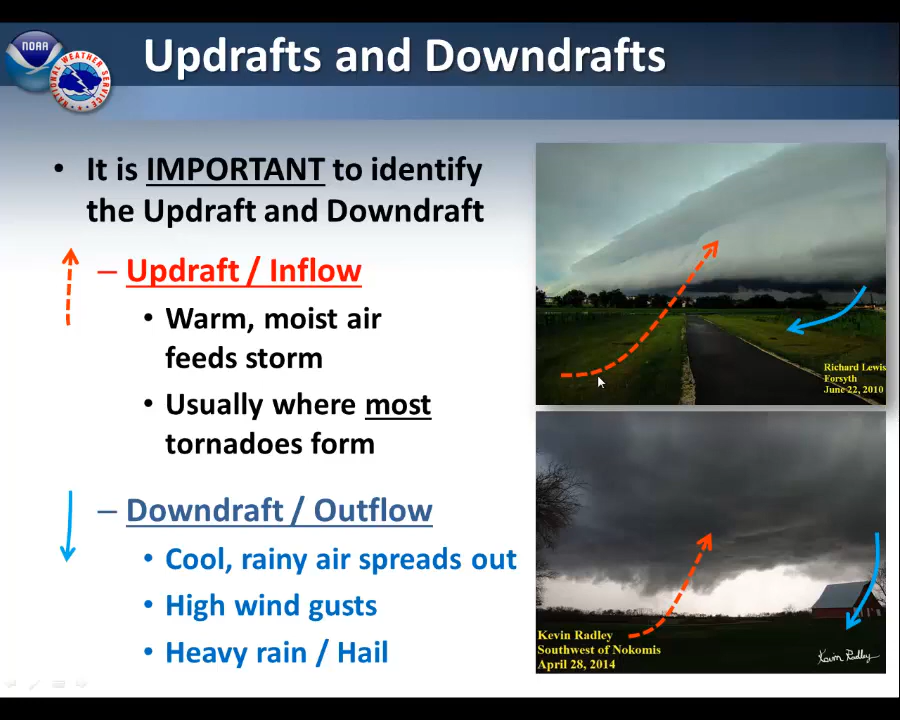 NOAA
NATIONAL WEATHER SERVICE
Updrafts and Downdrafts
• It is IMPORTANT to identify
the Updraft and Downdraft
– Updraft / Inflow
• Warm, moist air
feeds storm
• Usually where most
tornadoes form
– Downdraft / Outflow
• Cool, rainy air spreads out
• High wind gusts
• Heavy rain / Hail
Richard Lewis
Forsyth
June 22, 2010
Kevin Radley
Southwest of Nokomis
April 28, 2014
Kevin Radley